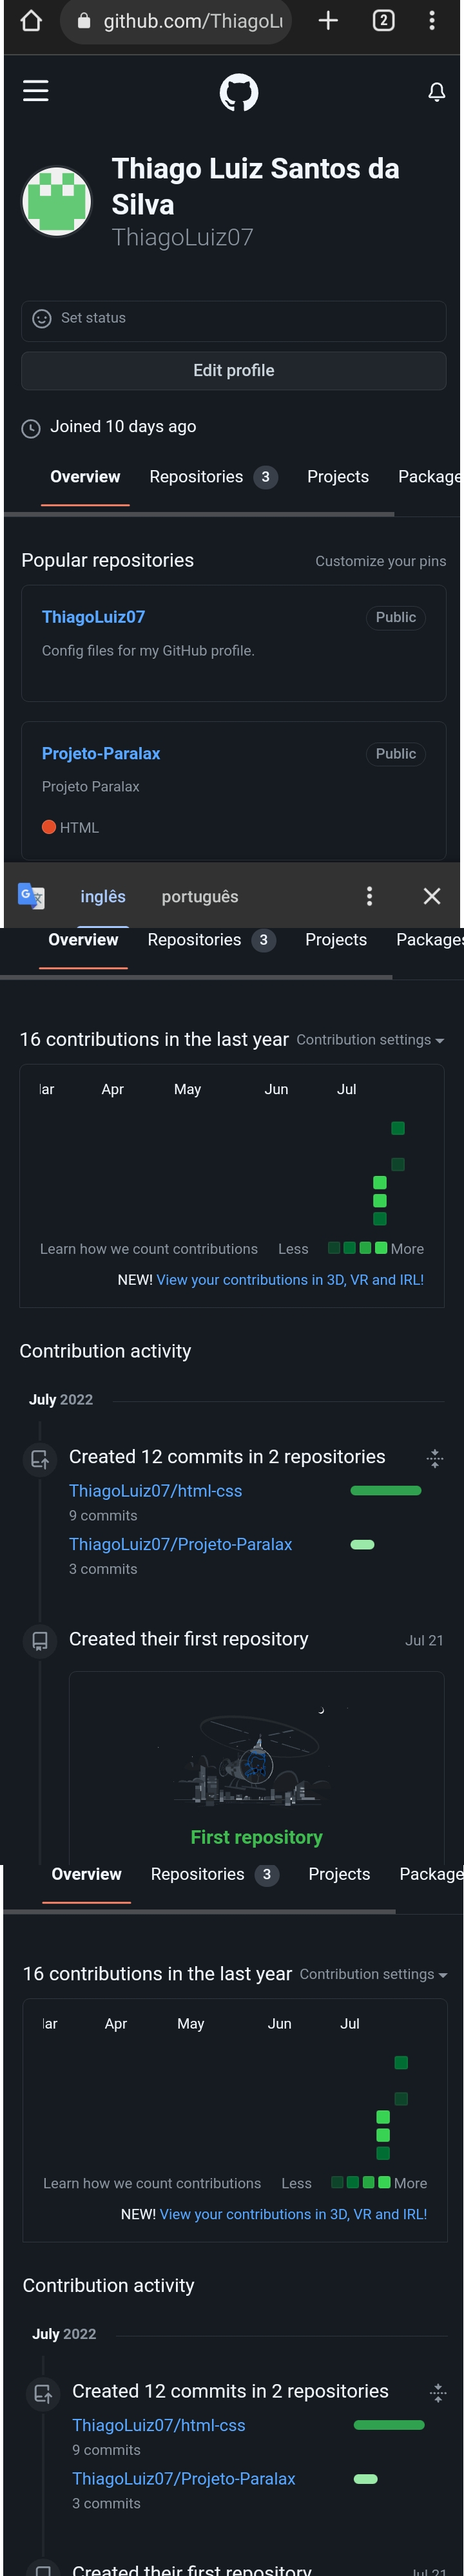 github.com/ThiagoLu
2
Thiago Luiz Santos da
Silva
ThiagoLuiz07
Set status
Edit profile
Joined 10 days ago
Overview Repositories 3 Projects Package
Popular repositories Customize your pins
ThiagoLuiz07 Public
Config files for my GitHub profile.
Projeto-Paralax Public
Projeto Paralax
HTML
G inglês português
Overview Repositories 3 Projects Packages
16 contributions in the last year Contribution settings
ar Apr May Jun Jul
Learn how we count contributions Less More
NEW! View your contributions in 3D, VR and IRL!
Contribution activity
July 2022
Created 12 commits in 2 repositories
ThiagoLuiz07/html-css
9 commits
ThiagoLuiz07/Projeto-Paralax
3 commits
Created their first repository Jul 21
First repository
Overview Repositories 3 Projects Package
16 contributions in the last year Contribution settings
ar Apr May Jun Jul
Learn how we count contributions Less More
NEW! View your contributions in 3D, VR and IRL!
Contribution activity
July 2022
Created 12 commits in 2 repositories
ThiagoLuiz07/html-css
9 commits
ThiagoLuiz07/Projeto-Paralax
3 commits
Created their first repository Jul 21